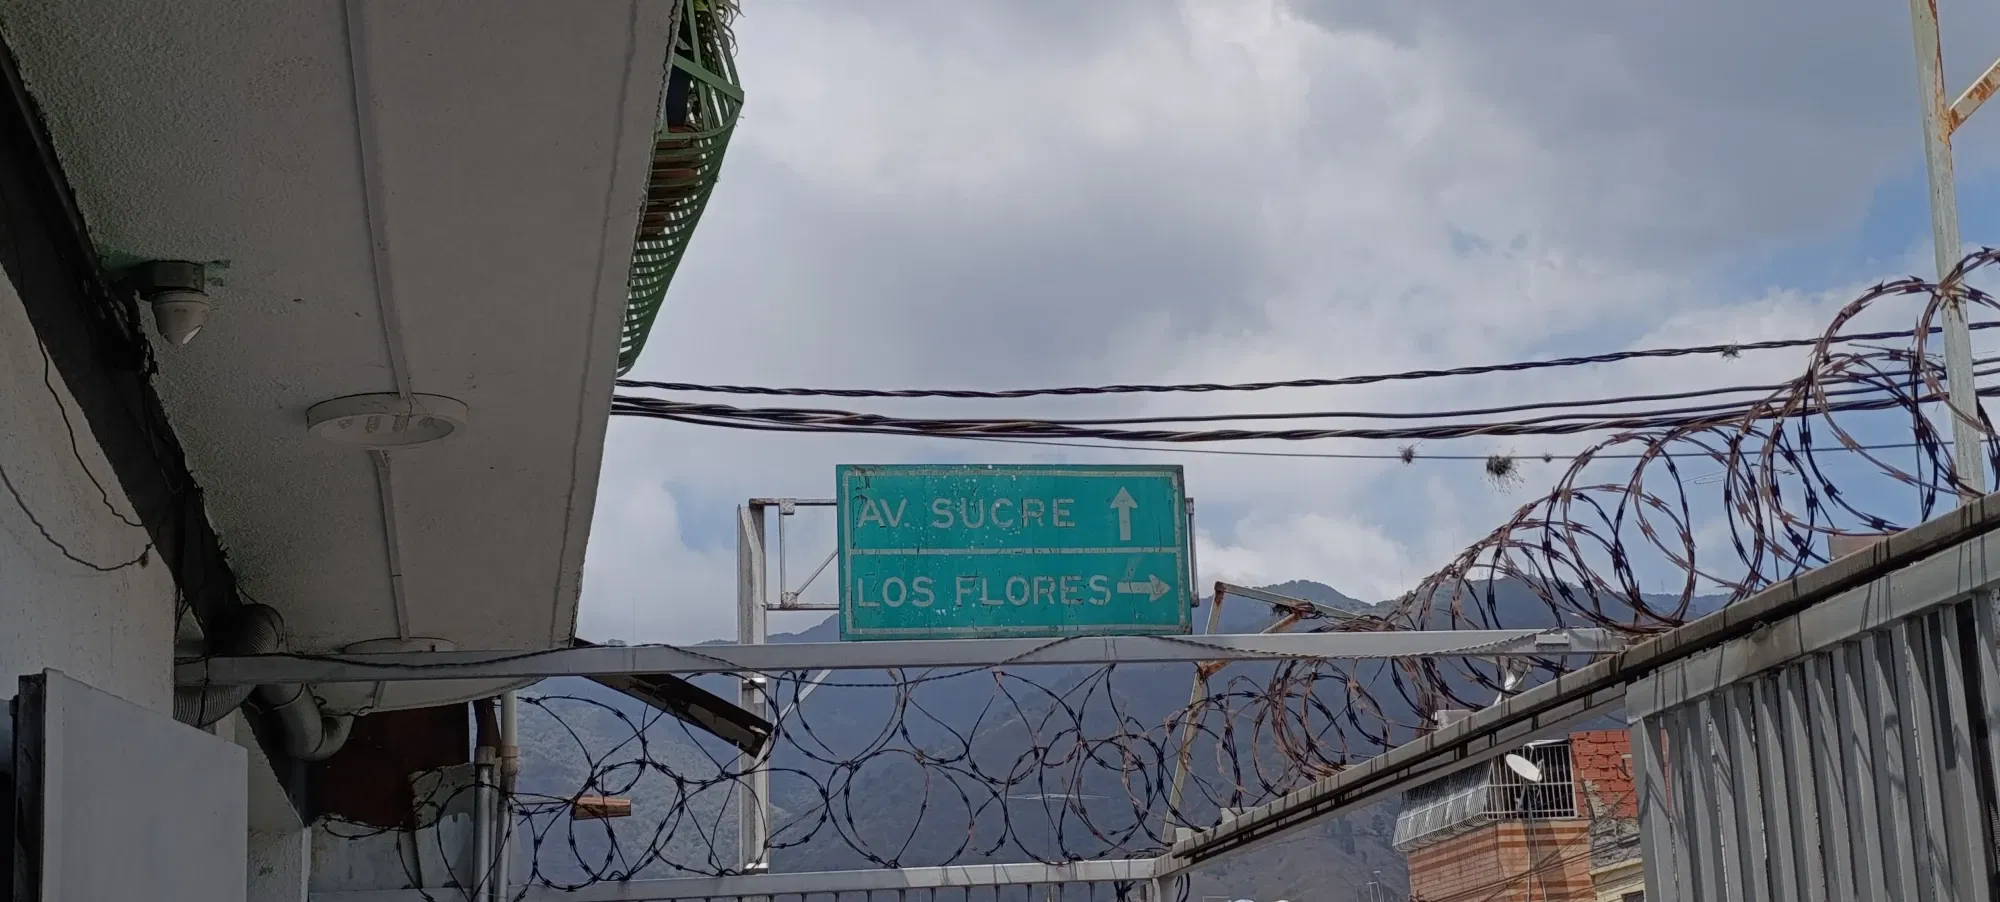 AV. SUCRE ↑
LOS FLORES →